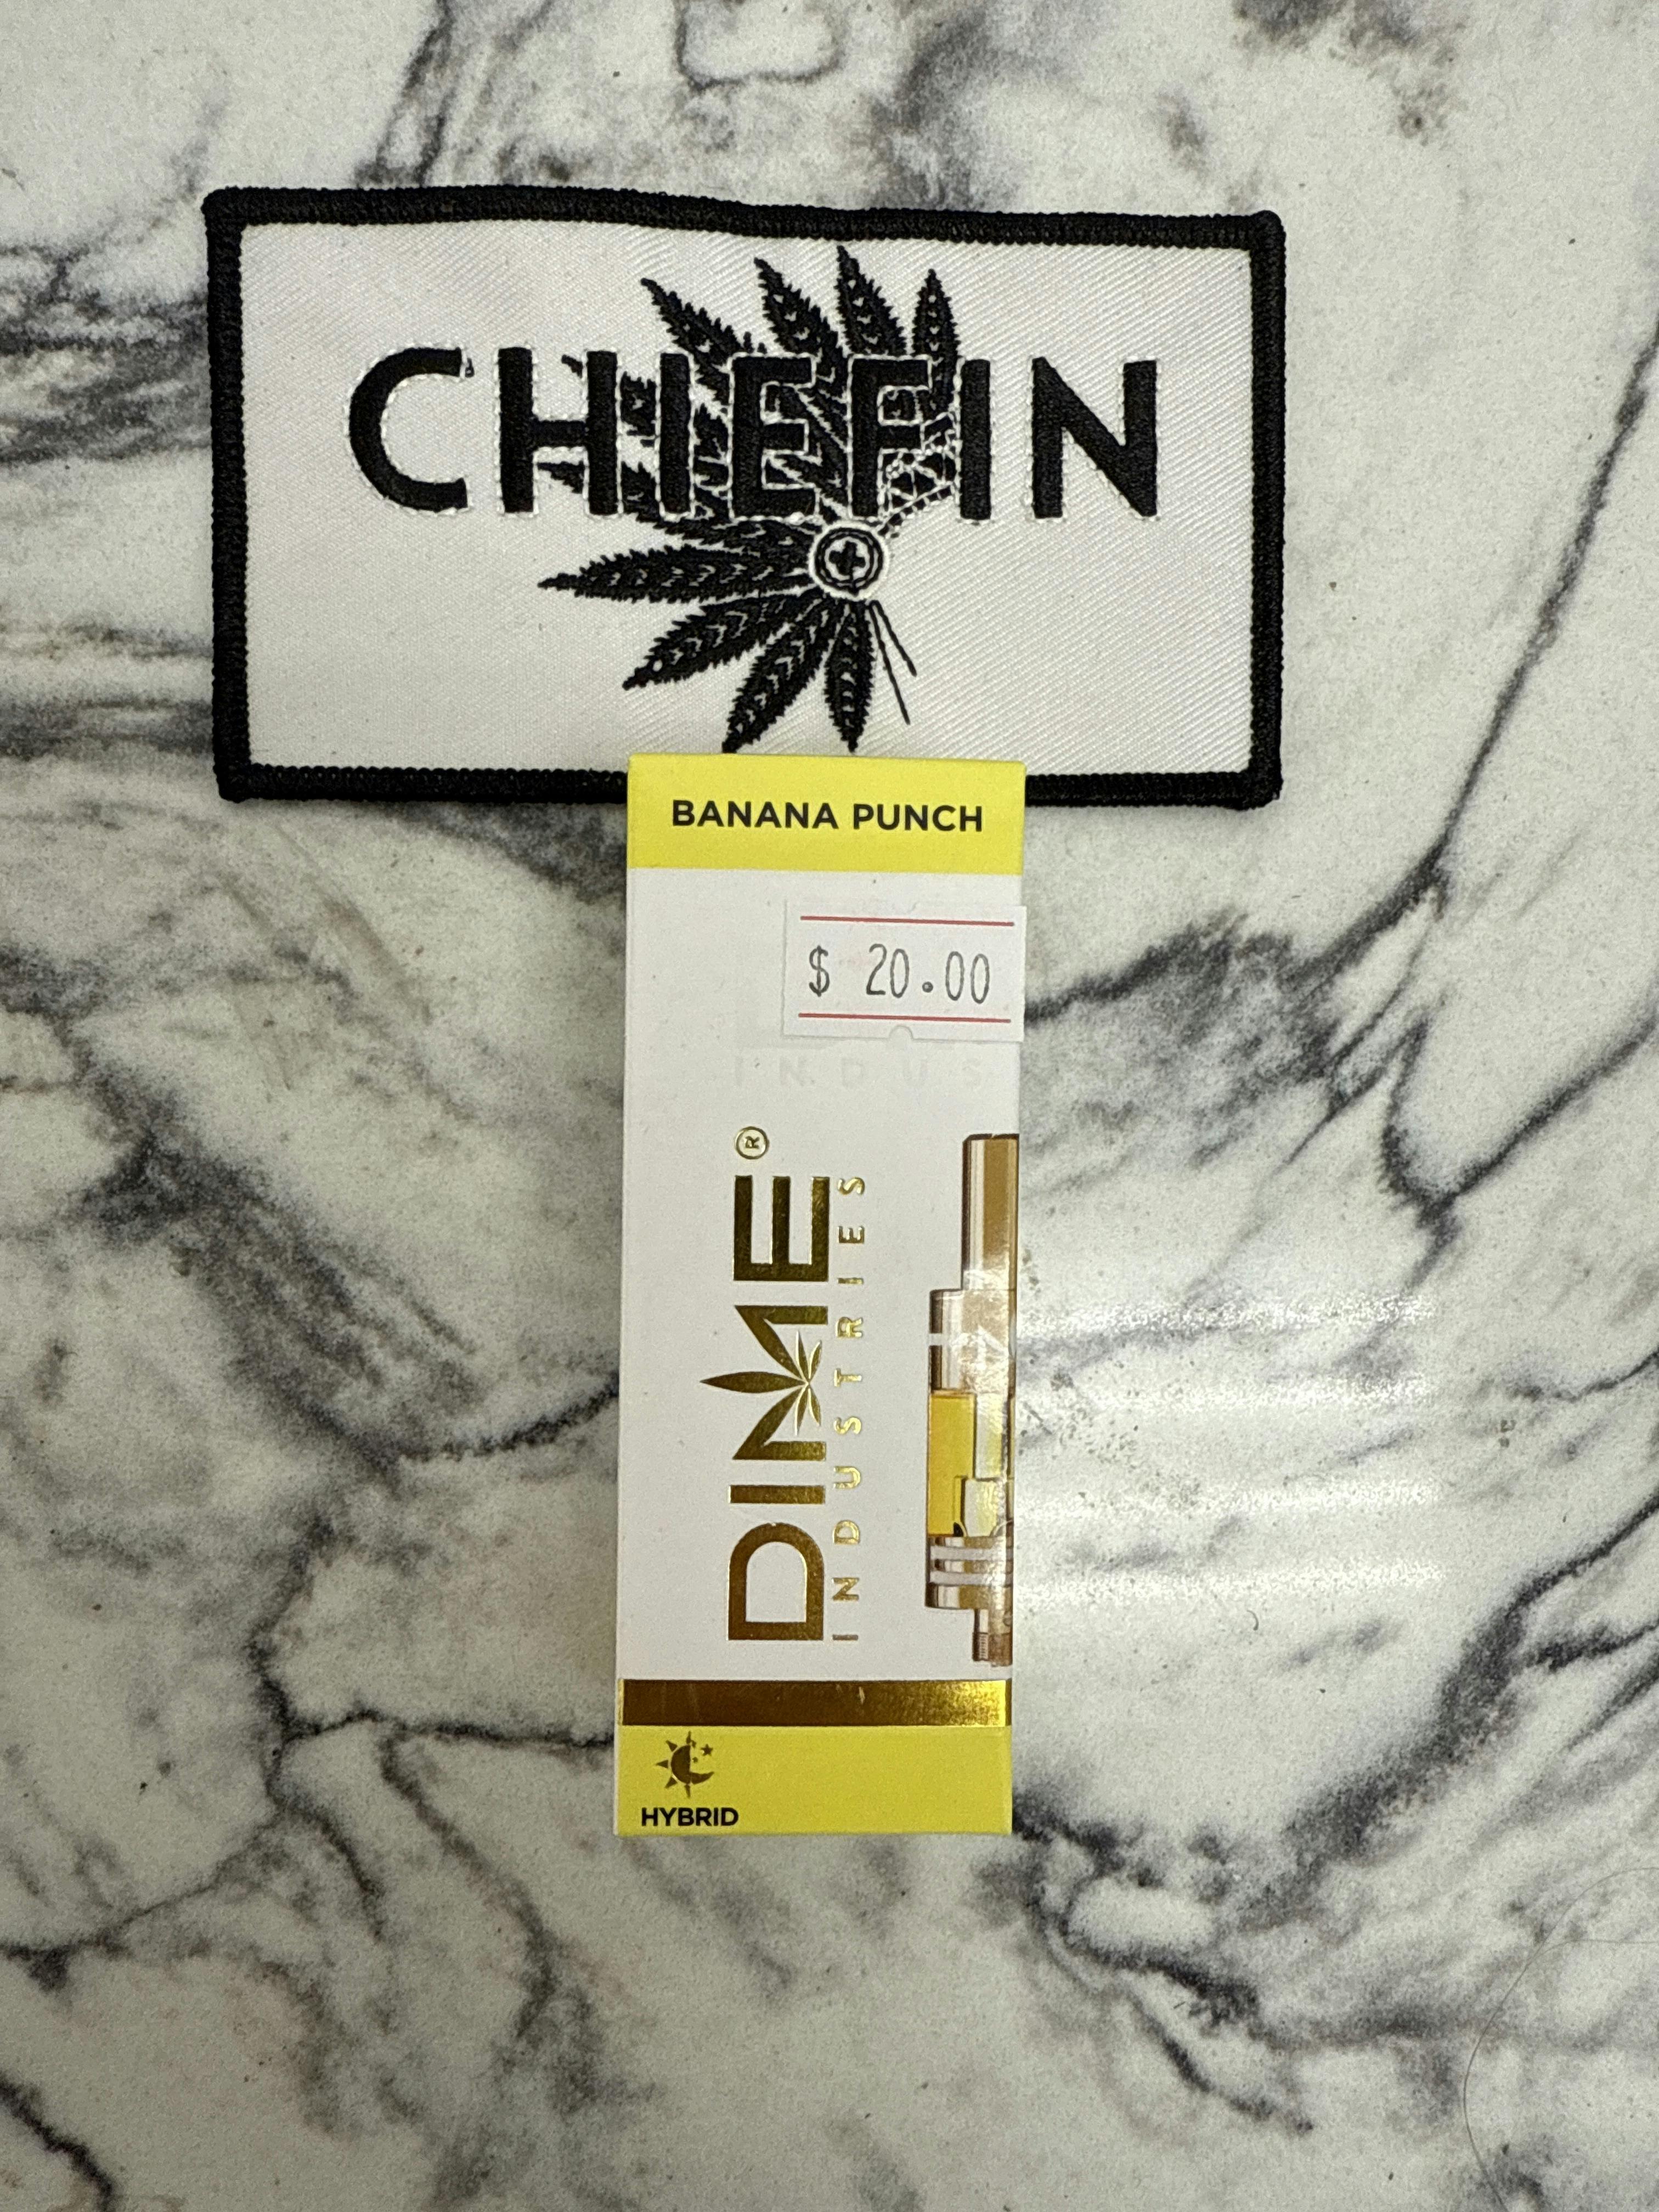 CHIEFIN
BANANA PUNCH
$ 20.00
INDUS
DIME®
INDUSTRIES
HYBRID